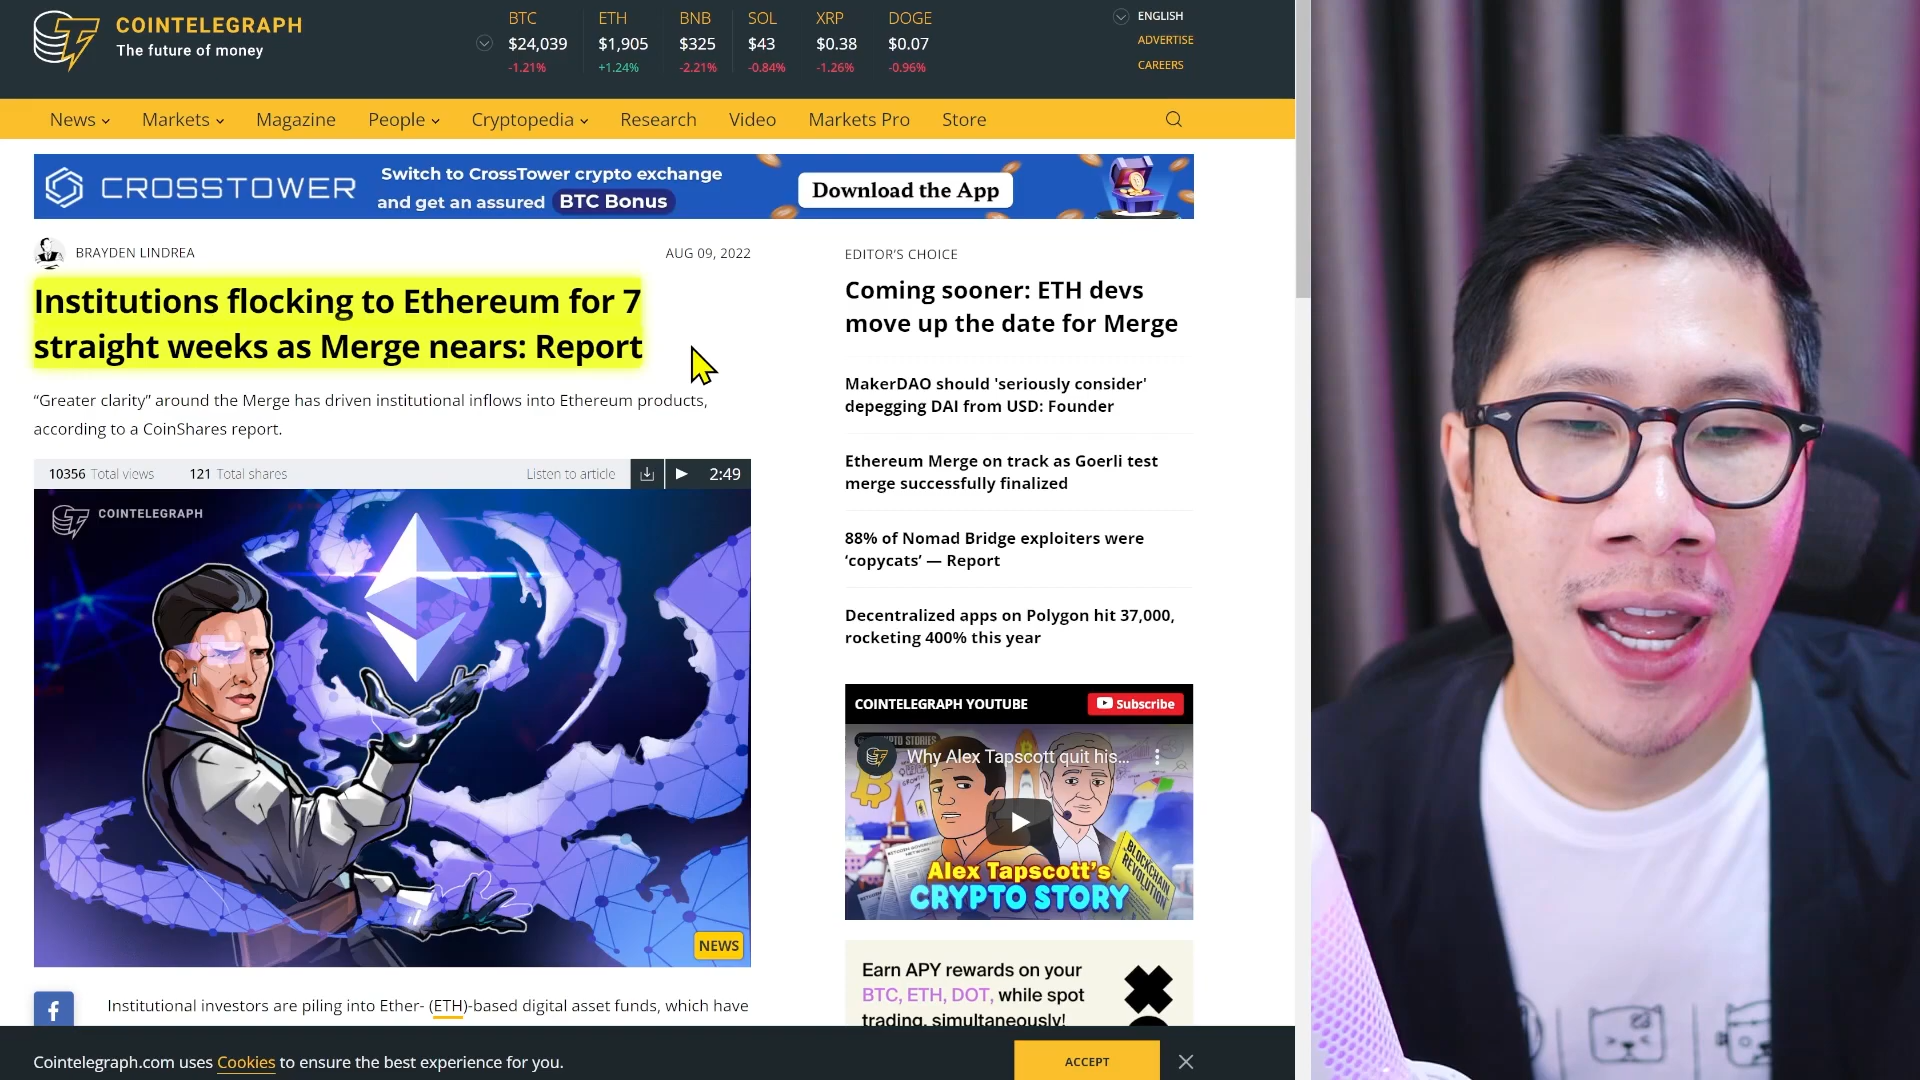 COINTELEGRAPH
The future of money
BTC
$24,039
-1.21%
ETH
$1,905
+1.24%
BNB
$325
-2.21%
SOL
$43
-0.84%
XRP
$0.38
-1.26%
DOGE
$0.07
-0.96%
ENGLISH
ADVERTISE
CAREERS
News Markets Magazine People Cryptopedia Research Video Markets Pro Store
CROSSTOWER
Switch to CrossTower crypto exchange
and get an assured BTC Bonus
Download the App
BRAYDEN LINDREA
AUG 09, 2022
Institutions flocking to Ethereum for 7
straight weeks as Merge nears: Report
“Greater clarity” around the Merge has driven institutional inflows into Ethereum products,
according to a CoinShares report.
10356 Total views 121 Total shares
Listen to article 2:49
COINTELEGRAPH
NEWS
Institutional investors are piling into Ether- (ETH)-based digital asset funds, which have
EDITOR’S CHOICE
Coming sooner: ETH devs
move up the date for Merge
MakerDAO should 'seriously consider'
depegging DAI from USD: Founder
Ethereum Merge on track as Goerli test
merge successfully finalized
88% of Nomad Bridge exploiters were
‘copycats’ — Report
Decentralized apps on Polygon hit 37,000,
rocketing 400% this year
COINTELEGRAPH YOUTUBE
Subscribe
Why Alex Tapscott quit his...
BLOCKCHAIN
REVOLUTION
Alex Tapscott's
CRYPTO STORY
Earn APY rewards on your
BTC, ETH, DOT, while spot
trading, simultaneously!
Cointelegraph.com uses Cookies to ensure the best experience for you.
ACCEPT